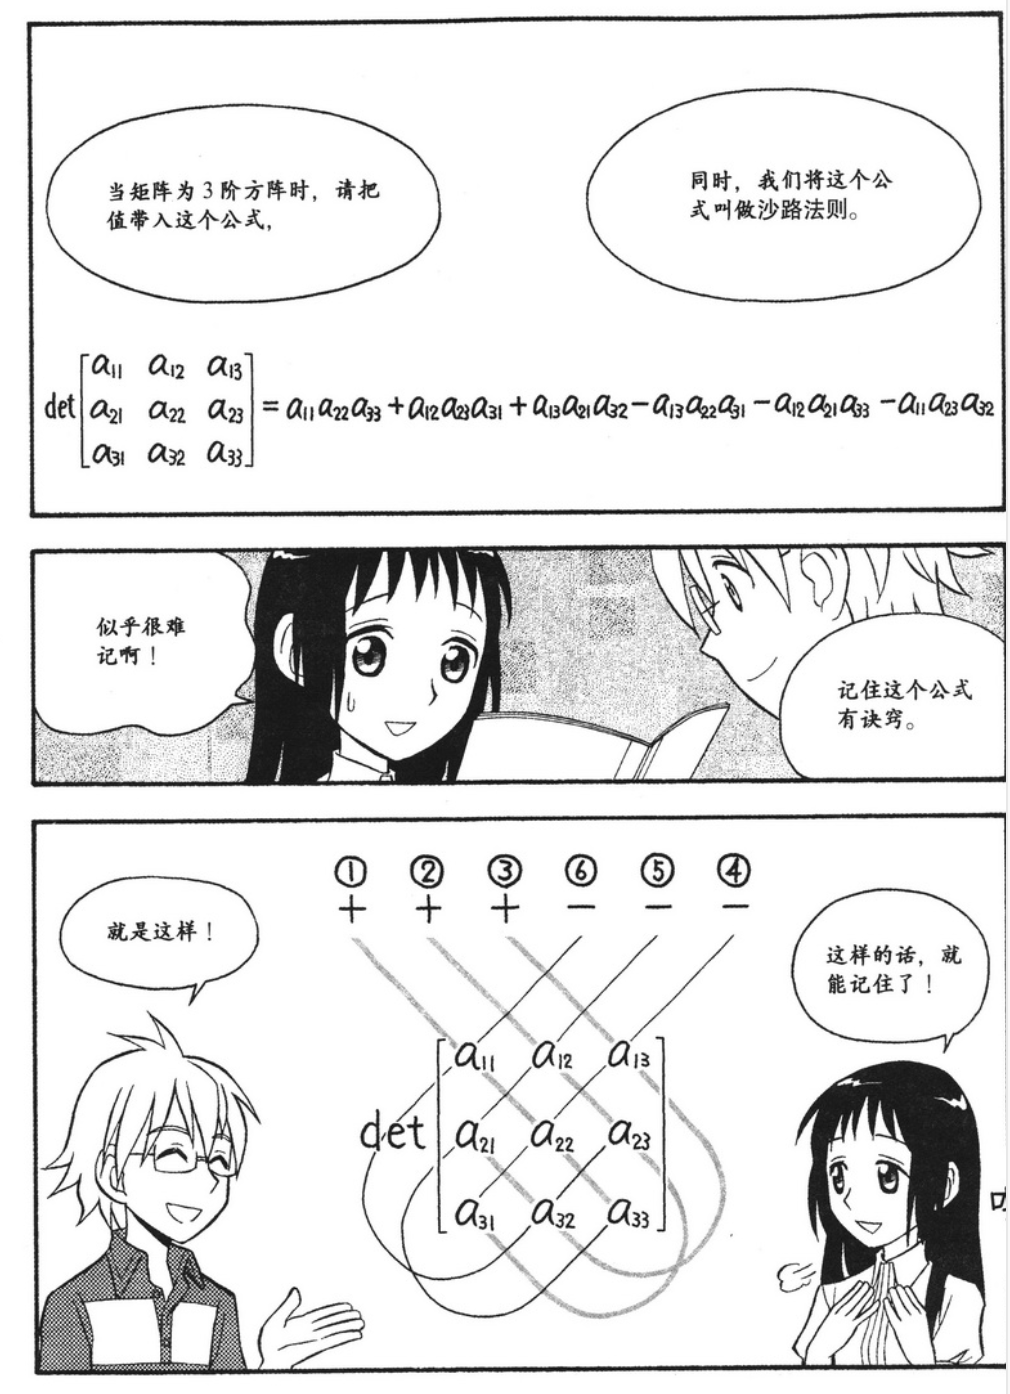 当矩阵为 3 阶方阵时，请把
值带入这个公式，
同时，我们将这个公
式叫做沙路法则。
a₁₁ a₁₂ a₁₃
det a₂₁ a₂₂ a₂₃ = a₁₁a₂₂a₃₃ + a₁₂a₂₃a₃₁ + a₁₃a₂₁a₃₂ − a₁₃a₂₂a₃₁ − a₁₂a₂₁a₃₃ − a₁₁a₂₃a₃₂
a₃₁ a₃₂ a₃₃
似乎很难
记啊！
记住这个公式
有诀窍。
① ② ③ ⑥ ⑤ ④
+ + + − − −
就是这样！
这样的话，就
能记住了！
a₁₁ a₁₂ a₁₃
det a₂₁ a₂₂ a₂₃
a₃₁ a₃₂ a₃₃